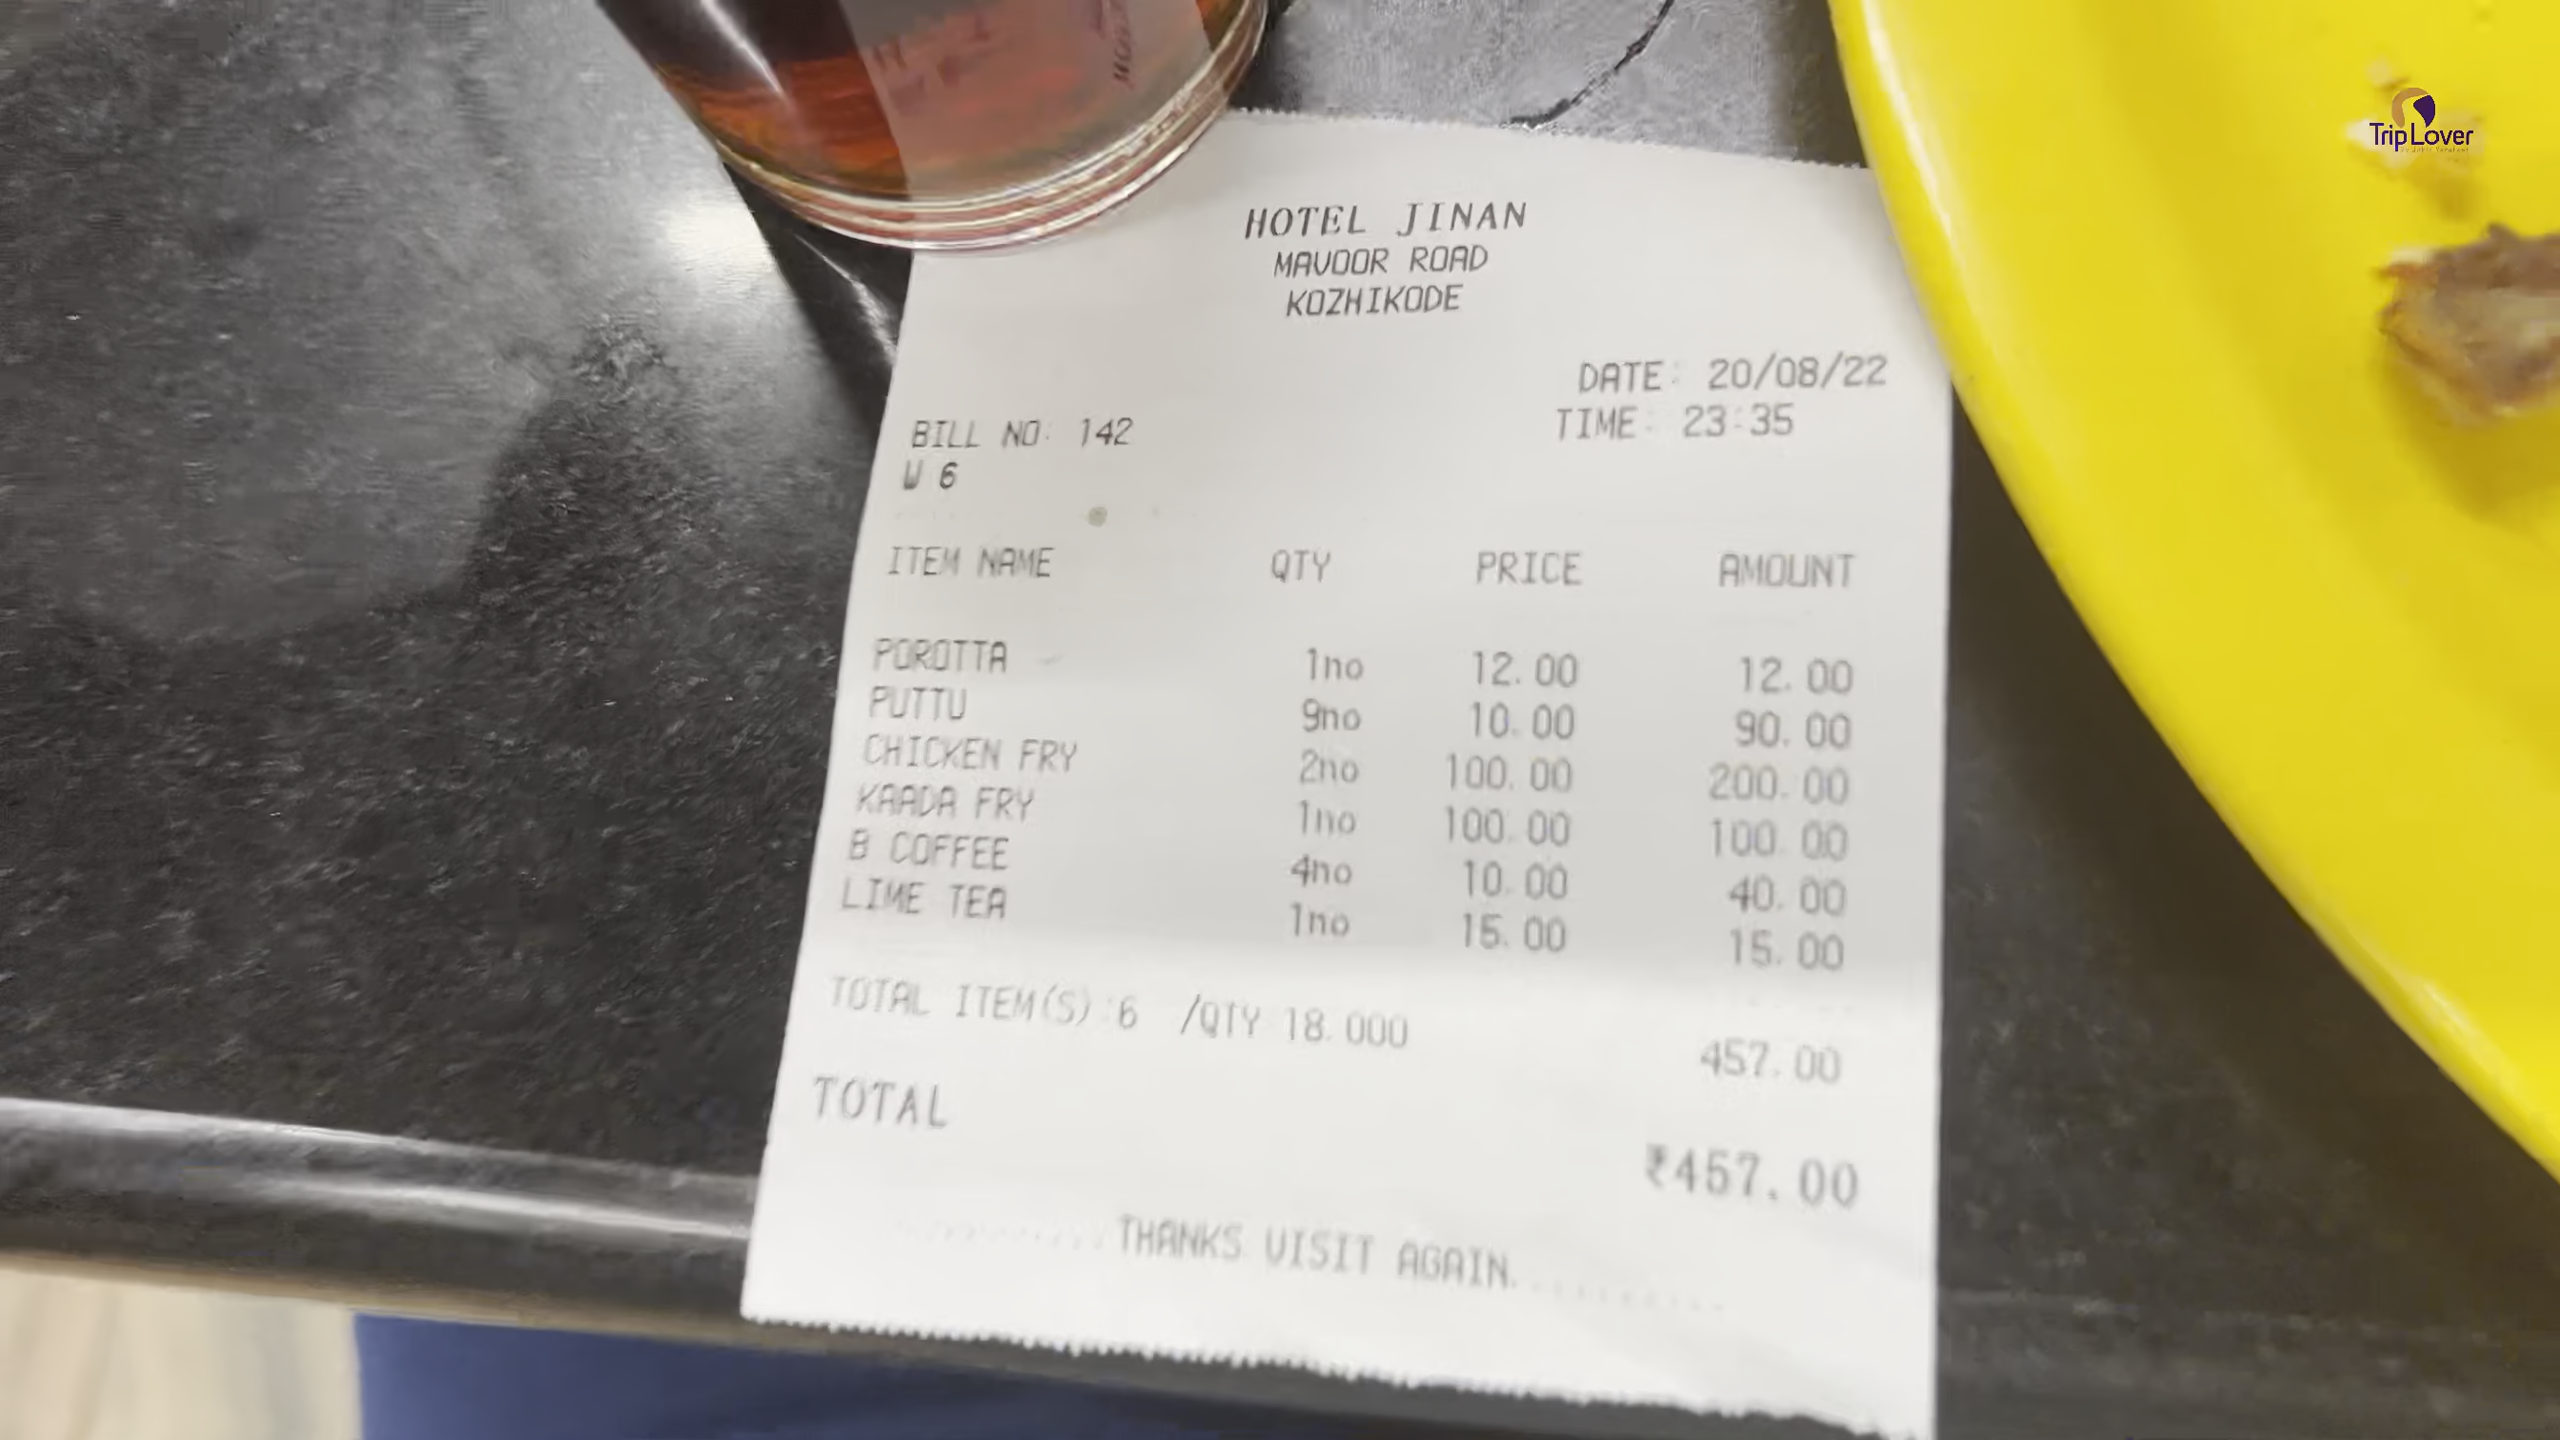 TripLover
HOTEL JINAN
MAVOOR ROAD
KOZHIKODE
DATE: 20/08/22
TIME: 23:35
BILL NO: 142
W 6
ITEM NAME QTY PRICE AMOUNT
POROTTA 1no 12.00 12.00
PUTTU 9no 10.00 90.00
CHICKEN FRY 2no 100.00 200.00
KAADA FRY 1no 100.00 100.00
B COFFEE 4no 10.00 40.00
LIME TEA 1no 15.00 15.00
TOTAL ITEM(S):6 /QTY 18.000 457.00
TOTAL ₹457.00
..........THANKS VISIT AGAIN..........